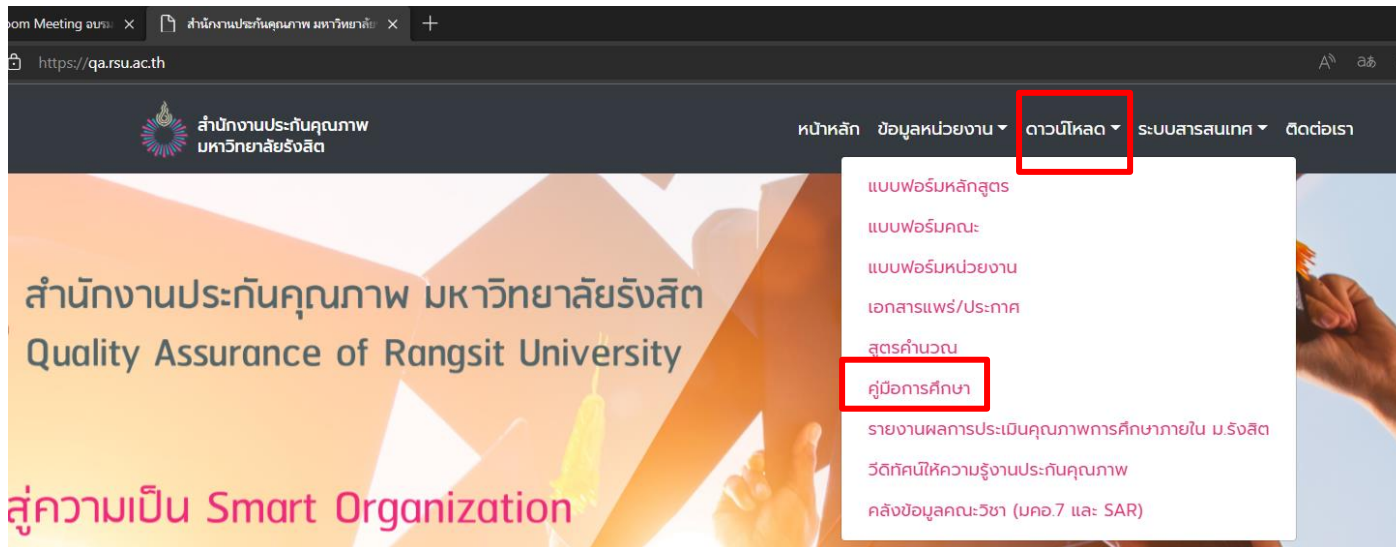 oom Meeting อบรม
สำนักงานประกันคุณภาพ มหาวิทยาลัย
https://qa.rsu.ac.th
สำนักงานประกันคุณภาพ
มหาวิทยาลัยรังสิต
หน้าหลัก ข้อมูลหน่วยงาน ดาวน์โหลด ระบบสารสนเทศ ติดต่อเรา
แบบฟอร์มหลักสูตร
แบบฟอร์มคณะ
แบบฟอร์มหน่วยงาน
เอกสารแพร่/ประกาศ
สูตรคำนวณ
คู่มือการศึกษา
รายงานผลการประเมินคุณภาพการศึกษาภายใน ม.รังสิต
วีดิทัศน์ให้ความรู้งานประกันคุณภาพ
คลังข้อมูลคณะวิชา (มคอ.7 และ SAR)
สำนักงานประกันคุณภาพ มหาวิทยาลัยรังสิต
Quality Assurance of Rangsit University
สู่ความเป็น Smart Organization